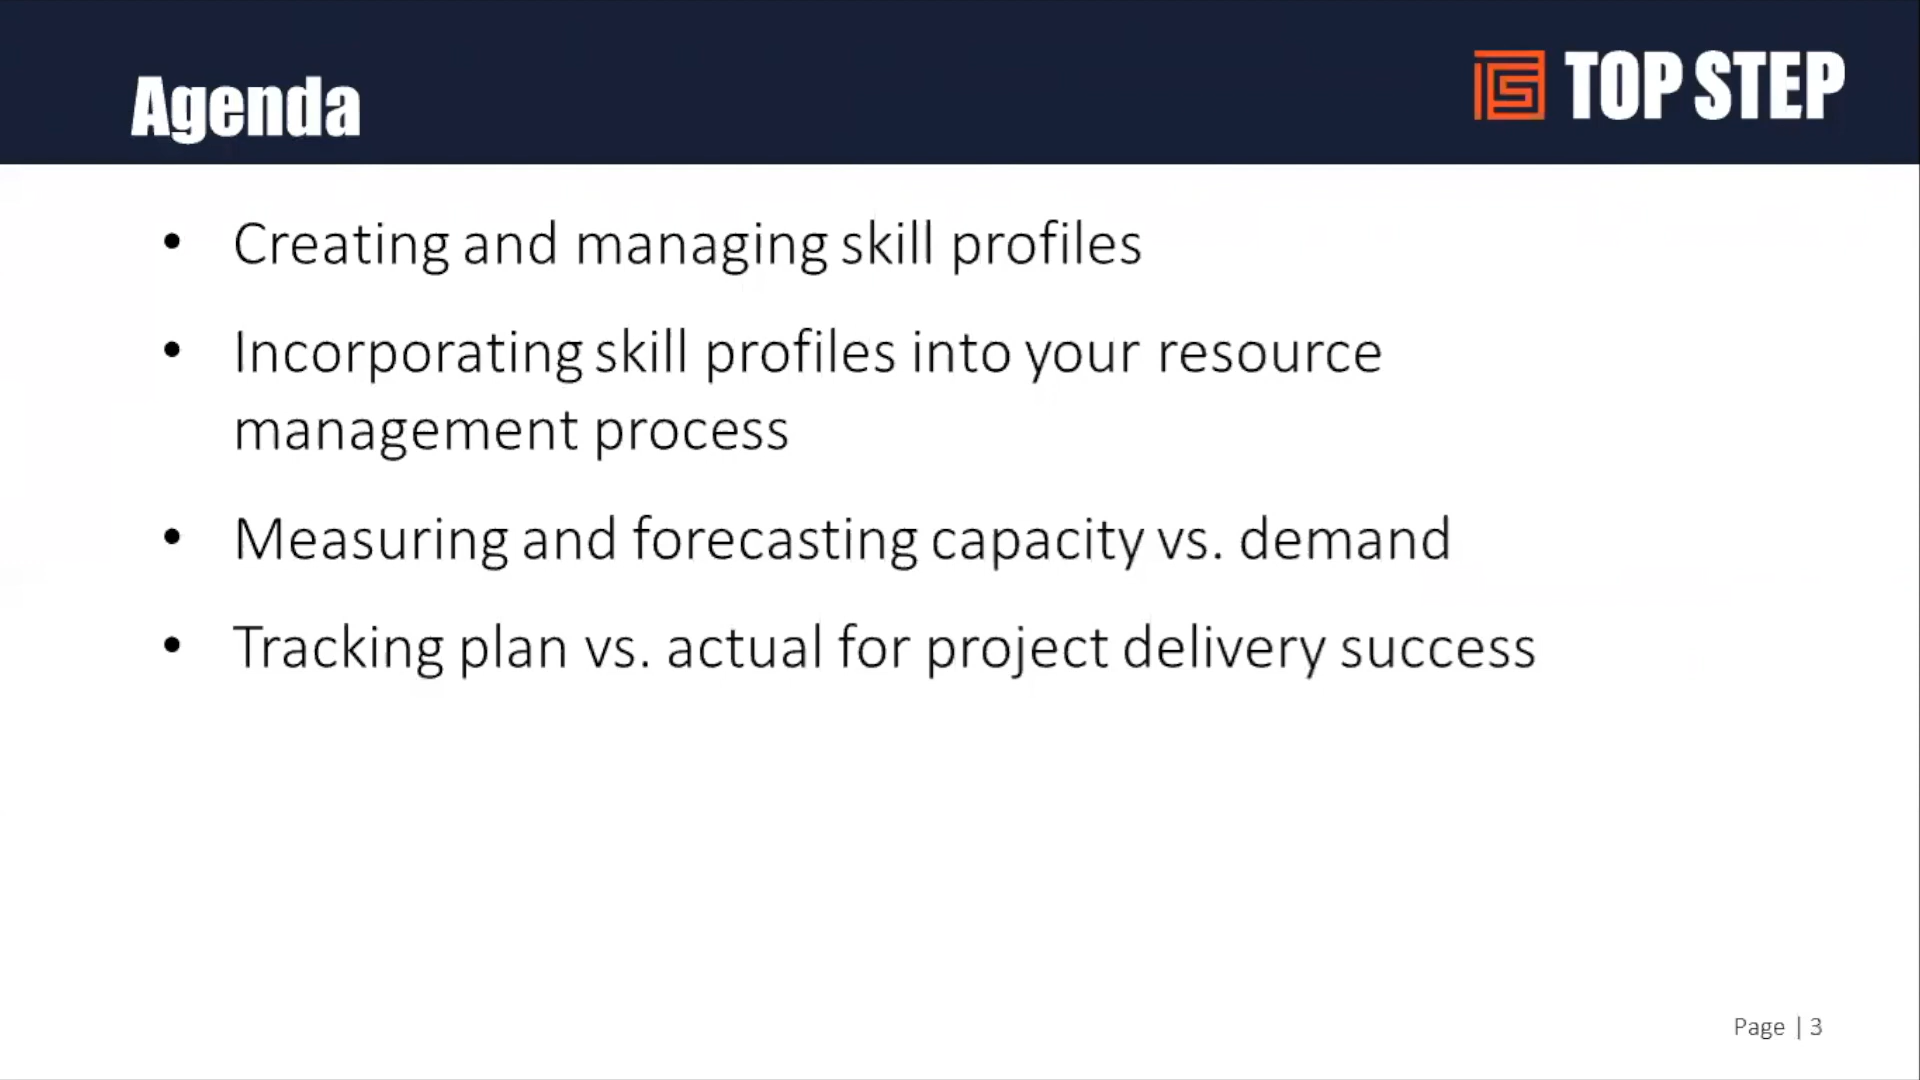 Agenda
TOP STEP
• Creating and managing skill profiles
• Incorporating skill profiles into your resource
management process
• Measuring and forecasting capacity vs. demand
• Tracking plan vs. actual for project delivery success
Page | 3